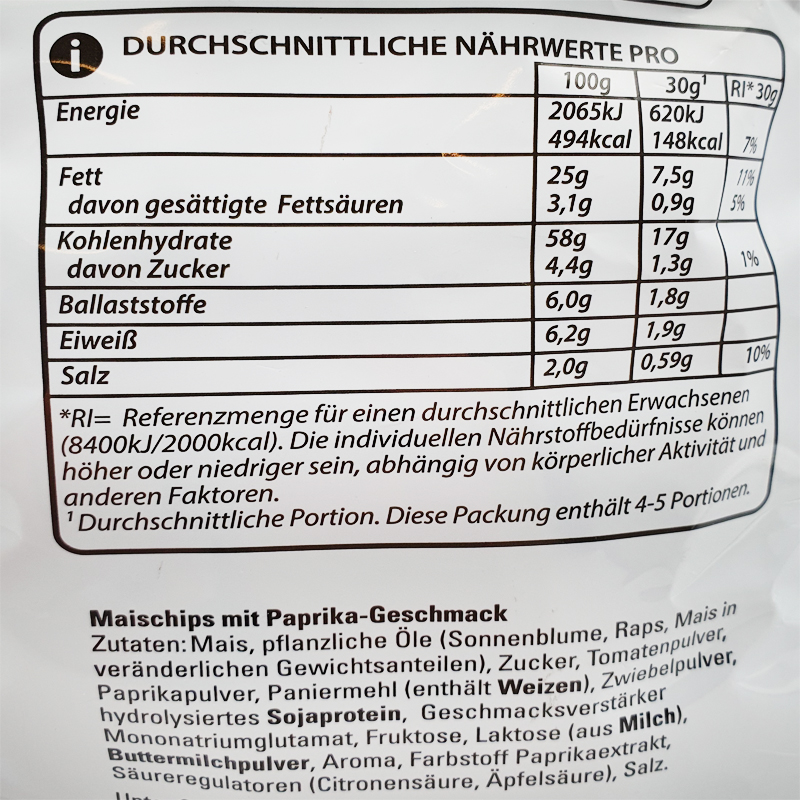 i DURCHSCHNITTLICHE NÄHRWERTE PRO
100g 30g¹ RI*30g
Energie 2065kJ 620kJ
494kcal 148kcal 7%
Fett 25g 7,5g 11%
davon gesättigte Fettsäuren 3,1g 0,9g 5%
Kohlenhydrate 58g 17g
davon Zucker 4,4g 1,3g 1%
Ballaststoffe 6,0g 1,8g
Eiweiß 6,2g 1,9g
Salz 2,0g 0,59g 10%
*RI= Referenzmenge für einen durchschnittlichen Erwachsenen
(8400kJ/2000kcal). Die individuellen Nährstoffbedürfnisse können
höher oder niedriger sein, abhängig von körperlicher Aktivität und
anderen Faktoren.
¹ Durchschnittliche Portion. Diese Packung enthält 4-5 Portionen.
Maischips mit Paprika-Geschmack
Zutaten: Mais, pflanzliche Öle (Sonnenblume, Raps, Mais in
veränderlichen Gewichtsanteilen), Zucker, Tomatenpulver,
Paprikapulver, Paniermehl (enthält Weizen), Zwiebelpulver,
hydrolysiertes Sojaprotein, Geschmacksverstärker
Mononatriumglutamat, Fruktose, Laktose (aus Milch),
Buttermilchpulver, Aroma, Farbstoff Paprikaextrakt,
Säureregulatoren (Citronensäure, Äpfelsäure), Salz.